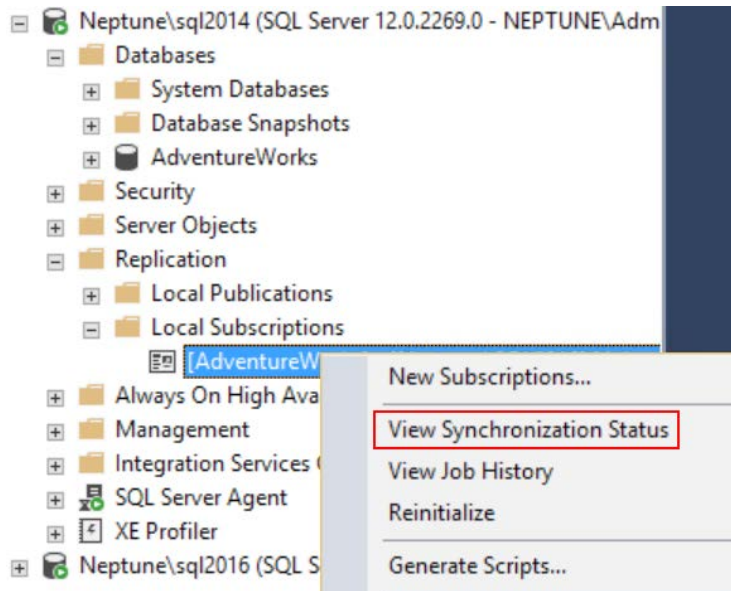 Neptune\sql2014 (SQL Server 12.0.2269.0 - NEPTUNE\Adm
Databases
System Databases
Database Snapshots
AdventureWorks
Security
Server Objects
Replication
Local Publications
Local Subscriptions
[AdventureW
Always On High Ava
Management
Integration Services
SQL Server Agent
XE Profiler
Neptune\sql2016 (SQL S
New Subscriptions...
View Synchronization Status
View Job History
Reinitialize
Generate Scripts...